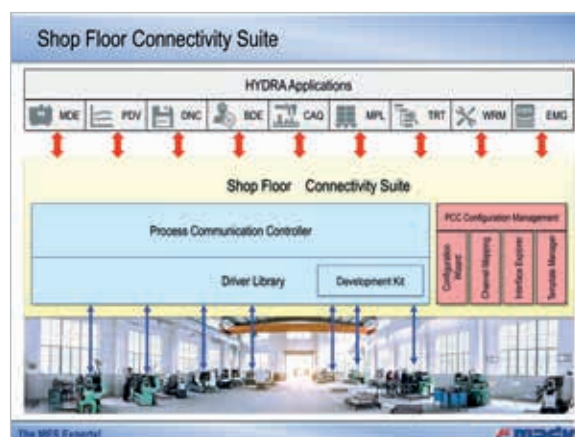 Shop Floor Connectivity Suite
HYDRA Applications
MDE PDV DNC BDE CAQ MPL TRT WRM EMG
Shop Floor Connectivity Suite
Process Communication Controller
PCC Configuration Management
Driver Library
Development Kit
Configuration
Wizard
Channel Mapping
Interface Explorer
Template Manager
The MES Experts!